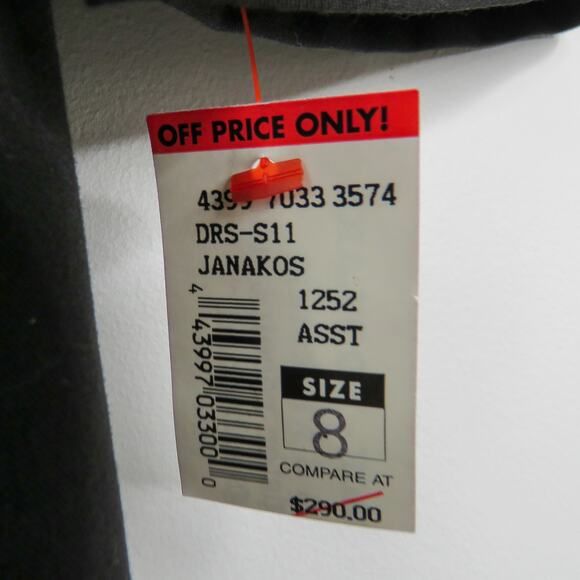 OFF PRICE ONLY!
7033 3574
DRS-S11
JANAKOS
1252
ASST
4 43997 03300 0
SIZE
8
COMPARE AT
$290.00